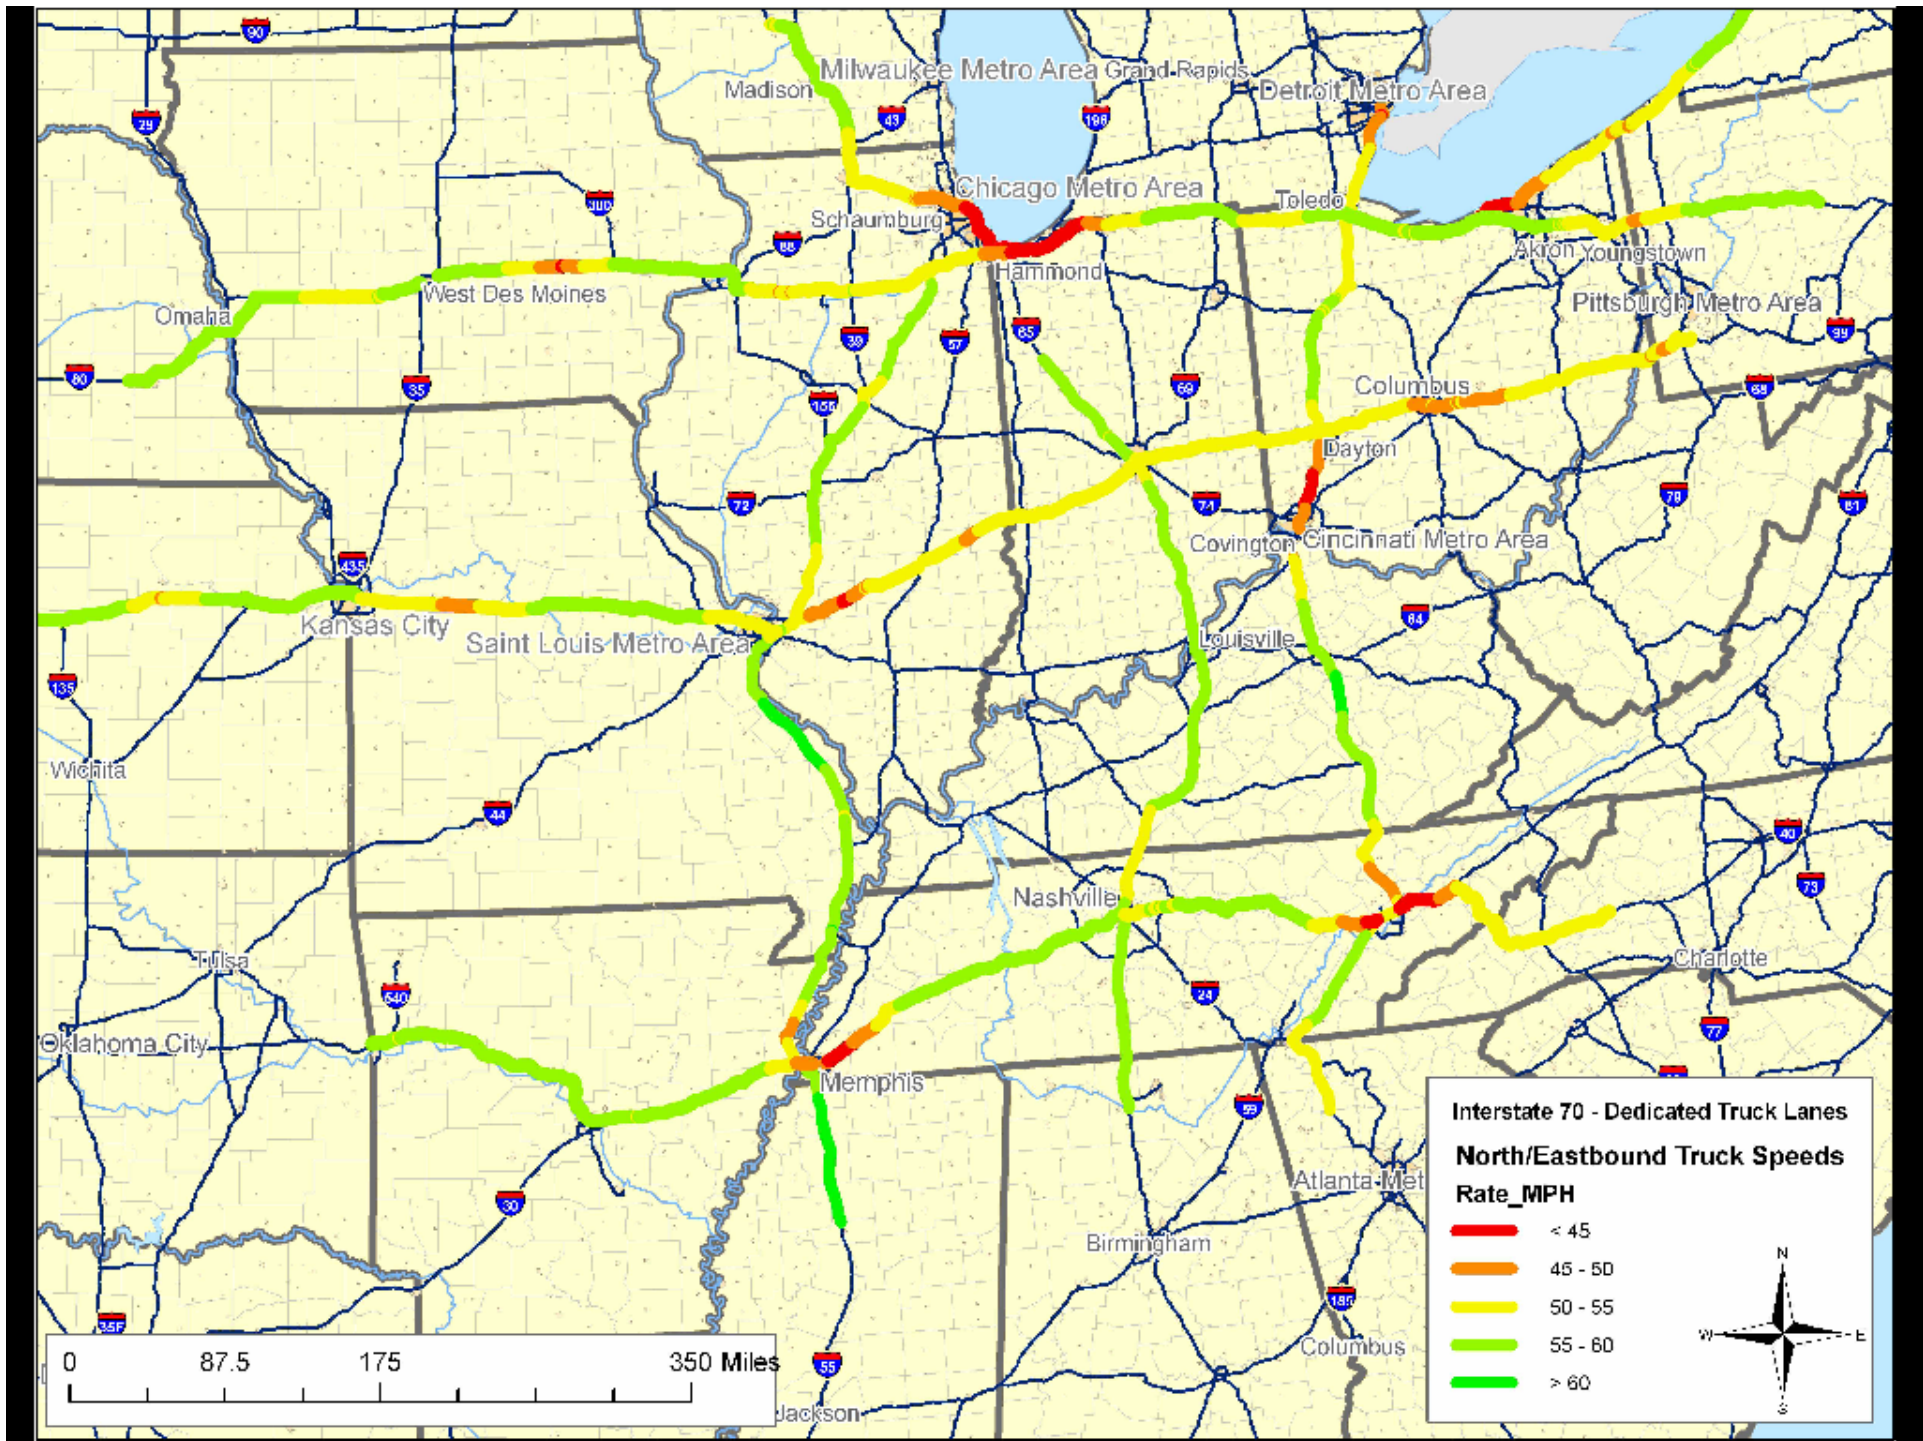 90
Milwaukee Metro Area
Grand Rapids
Madison
Detroit Metro Area
29
43
196
Chicago Metro Area
Toledo
Schaumburg
88
Akron
Youngstown
Hammond
West Des Moines
Omaha
Pittsburgh Metro Area
39
57
65
99
80
35
69
Columbus
68
155
Dayton
72
74
79
81
Covington
Cincinnati Metro Area
435
64
Kansas City
Saint Louis Metro Area
Louisville
135
Wichita
44
40
73
Nashville
Tulsa
Charlotte
540
24
77
Oklahoma City
Memphis
59
30
Atlanta Met
Birmingham
185
Columbus
35E
55
Jackson
Interstate 70 - Dedicated Truck Lanes
North/Eastbound Truck Speeds
Rate_MPH
< 45
45 - 50
50 - 55
55 - 60
> 60
N
W
E
S
0 87.5 175 350 Miles